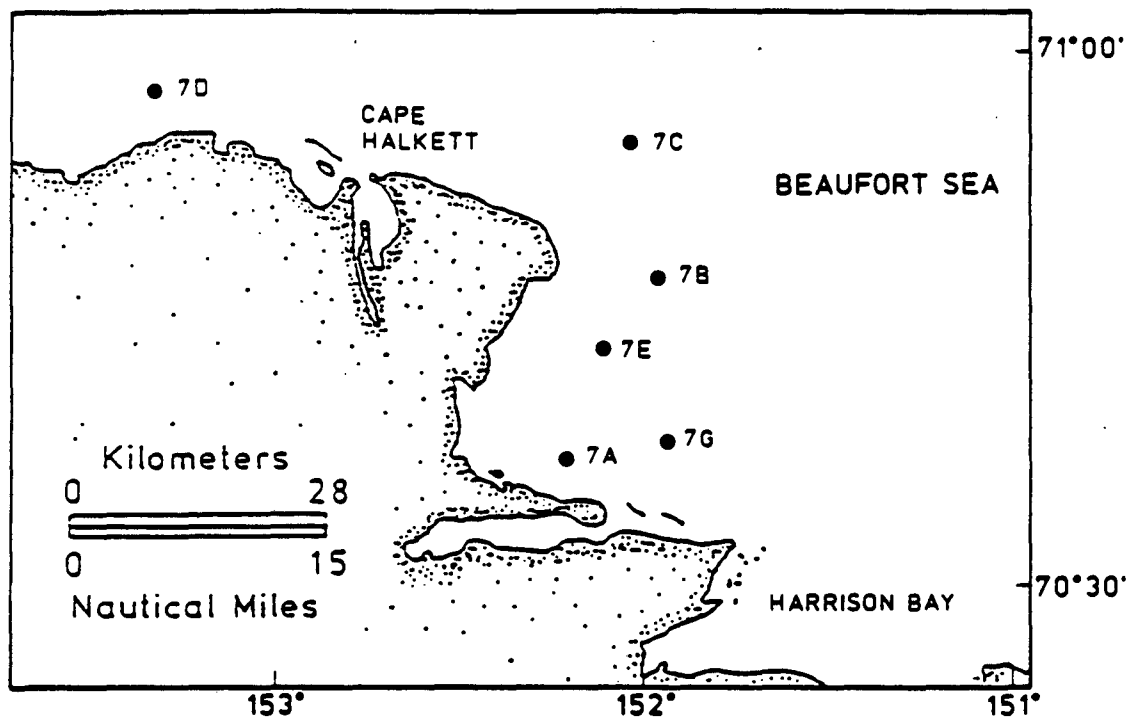 71°00'
7D
CAPE
HALKETT
7C
BEAUFORT SEA
7B
7E
7G
7A
Kilometers
0 28
0 15
Nautical Miles
70°30'
HARRISON BAY
153° 152° 151°